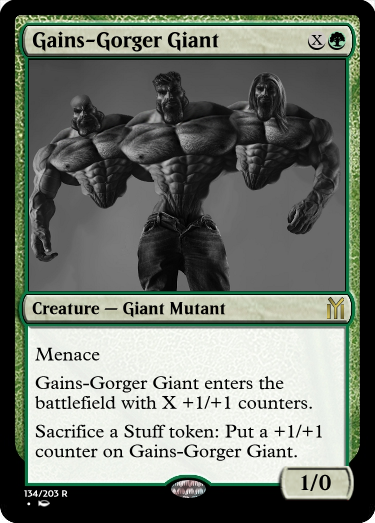 Gains-Gorger Giant X
Creature — Giant Mutant
Menace
Gains-Gorger Giant enters the
battlefield with X +1/+1 counters.
Sacrifice a Stuff token: Put a +1/+1
counter on Gains-Gorger Giant.
1/0
134/203 R